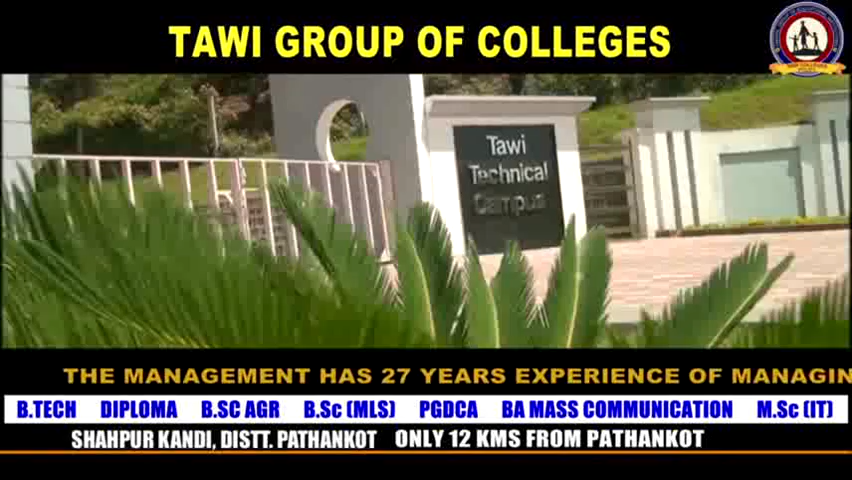 TAWI GROUP OF COLLEGES
Tawi
Technical
Campus
THE MANAGEMENT HAS 27 YEARS EXPERIENCE OF MANAGIN
B.TECH DIPLOMA B.SC AGR B.Sc (MLS) PGDCA BA MASS COMMUNICATION M.Sc (IT)
SHAHPUR KANDI, DISTT. PATHANKOT ONLY 12 KMS FROM PATHANKOT